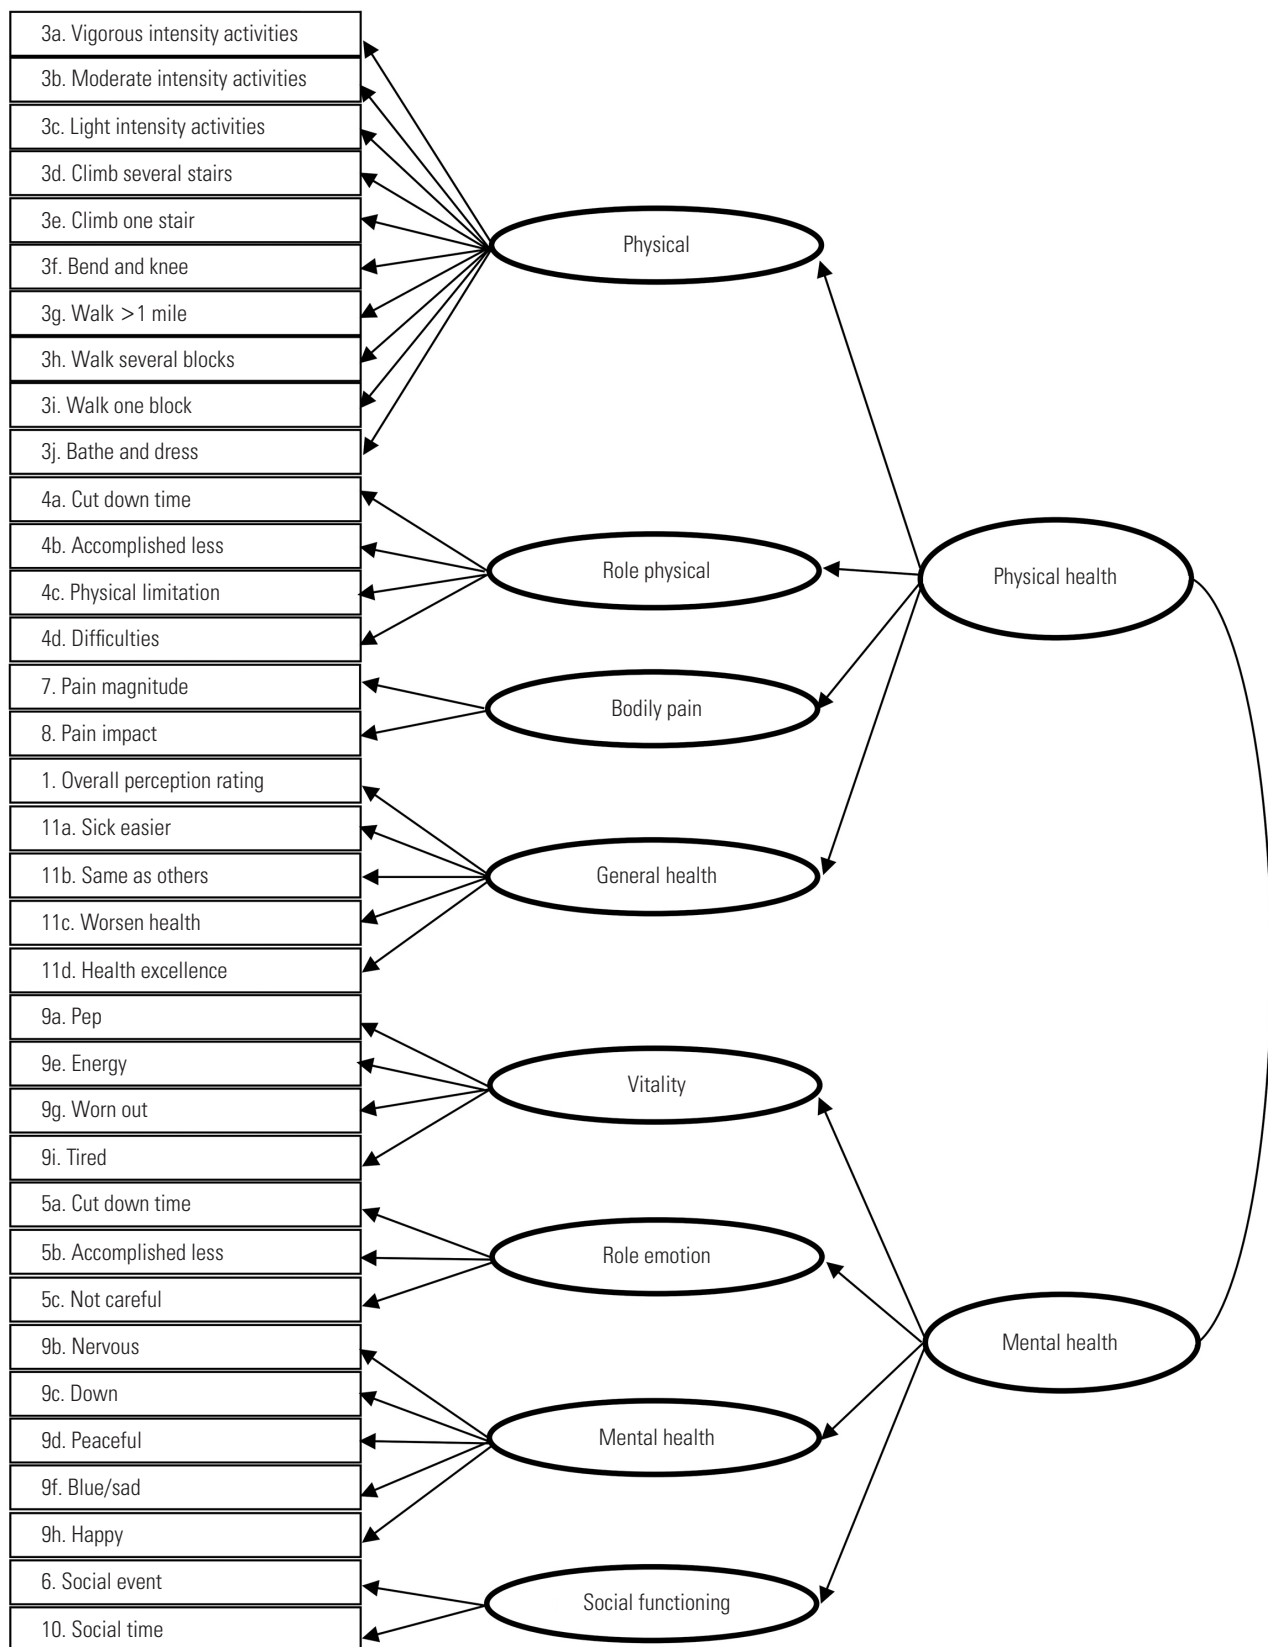 3a. Vigorous intensity activities
3b. Moderate intensity activities
3c. Light intensity activities
3d. Climb several stairs
3e. Climb one stair
3f. Bend and knee
3g. Walk >1 mile
3h. Walk several blocks
3i. Walk one block
3j. Bathe and dress
4a. Cut down time
4b. Accomplished less
4c. Physical limitation
4d. Difficulties
7. Pain magnitude
8. Pain impact
1. Overall perception rating
11a. Sick easier
11b. Same as others
11c. Worsen health
11d. Health excellence
9a. Pep
9e. Energy
9g. Worn out
9i. Tired
5a. Cut down time
5b. Accomplished less
5c. Not careful
9b. Nervous
9c. Down
9d. Peaceful
9f. Blue/sad
9h. Happy
6. Social event
10. Social time
Physical
Role physical
Bodily pain
General health
Vitality
Role emotion
Mental health
Social functioning
Physical health
Mental health